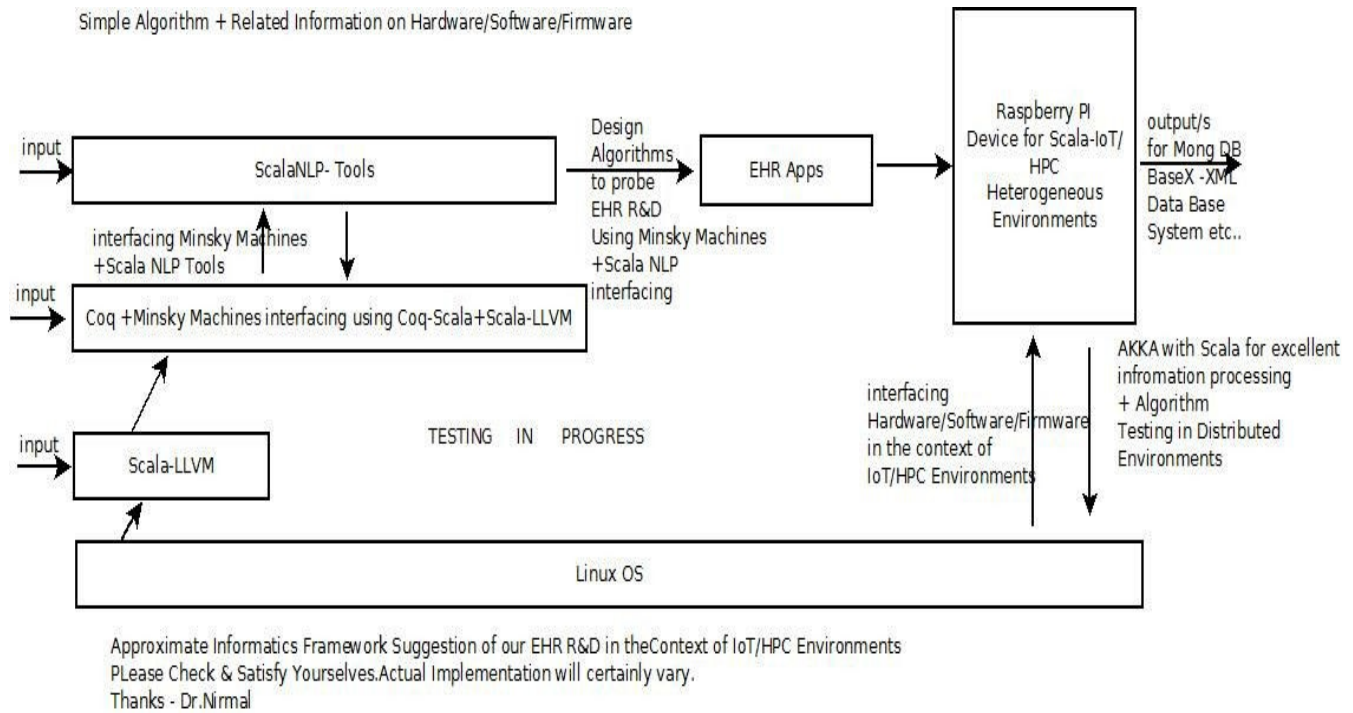 Simple Algorithm + Related Information on Hardware/Software/Firmware
input
ScalaNLP- Tools
Design
Algorithms
to probe
EHR R&D
Using Minsky Machines
+Scala NLP
interfacing
EHR Apps
Raspberry PI
Device for Scala-IoT/
HPC
Heterogeneous
Environments
output/s
for Mong DB
BaseX -XML
Data Base
System etc..
interfacing Minsky Machines
+Scala NLP Tools
input
Coq +Minsky Machines interfacing using Coq-Scala+Scala-LLVM
input
Scala-LLVM
TESTING IN PROGRESS
interfacing
Hardware/Software/Firmware
in the context of
IoT/HPC Environments
AKKA with Scala for excellent
infromation processing
+ Algorithm
Testing in Distributed
Environments
Linux OS
Approximate Informatics Framework Suggestion of our EHR R&D in theContext of IoT/HPC Environments
PLease Check & Satisfy Yourselves.Actual Implementation will certainly vary.
Thanks - Dr.Nirmal